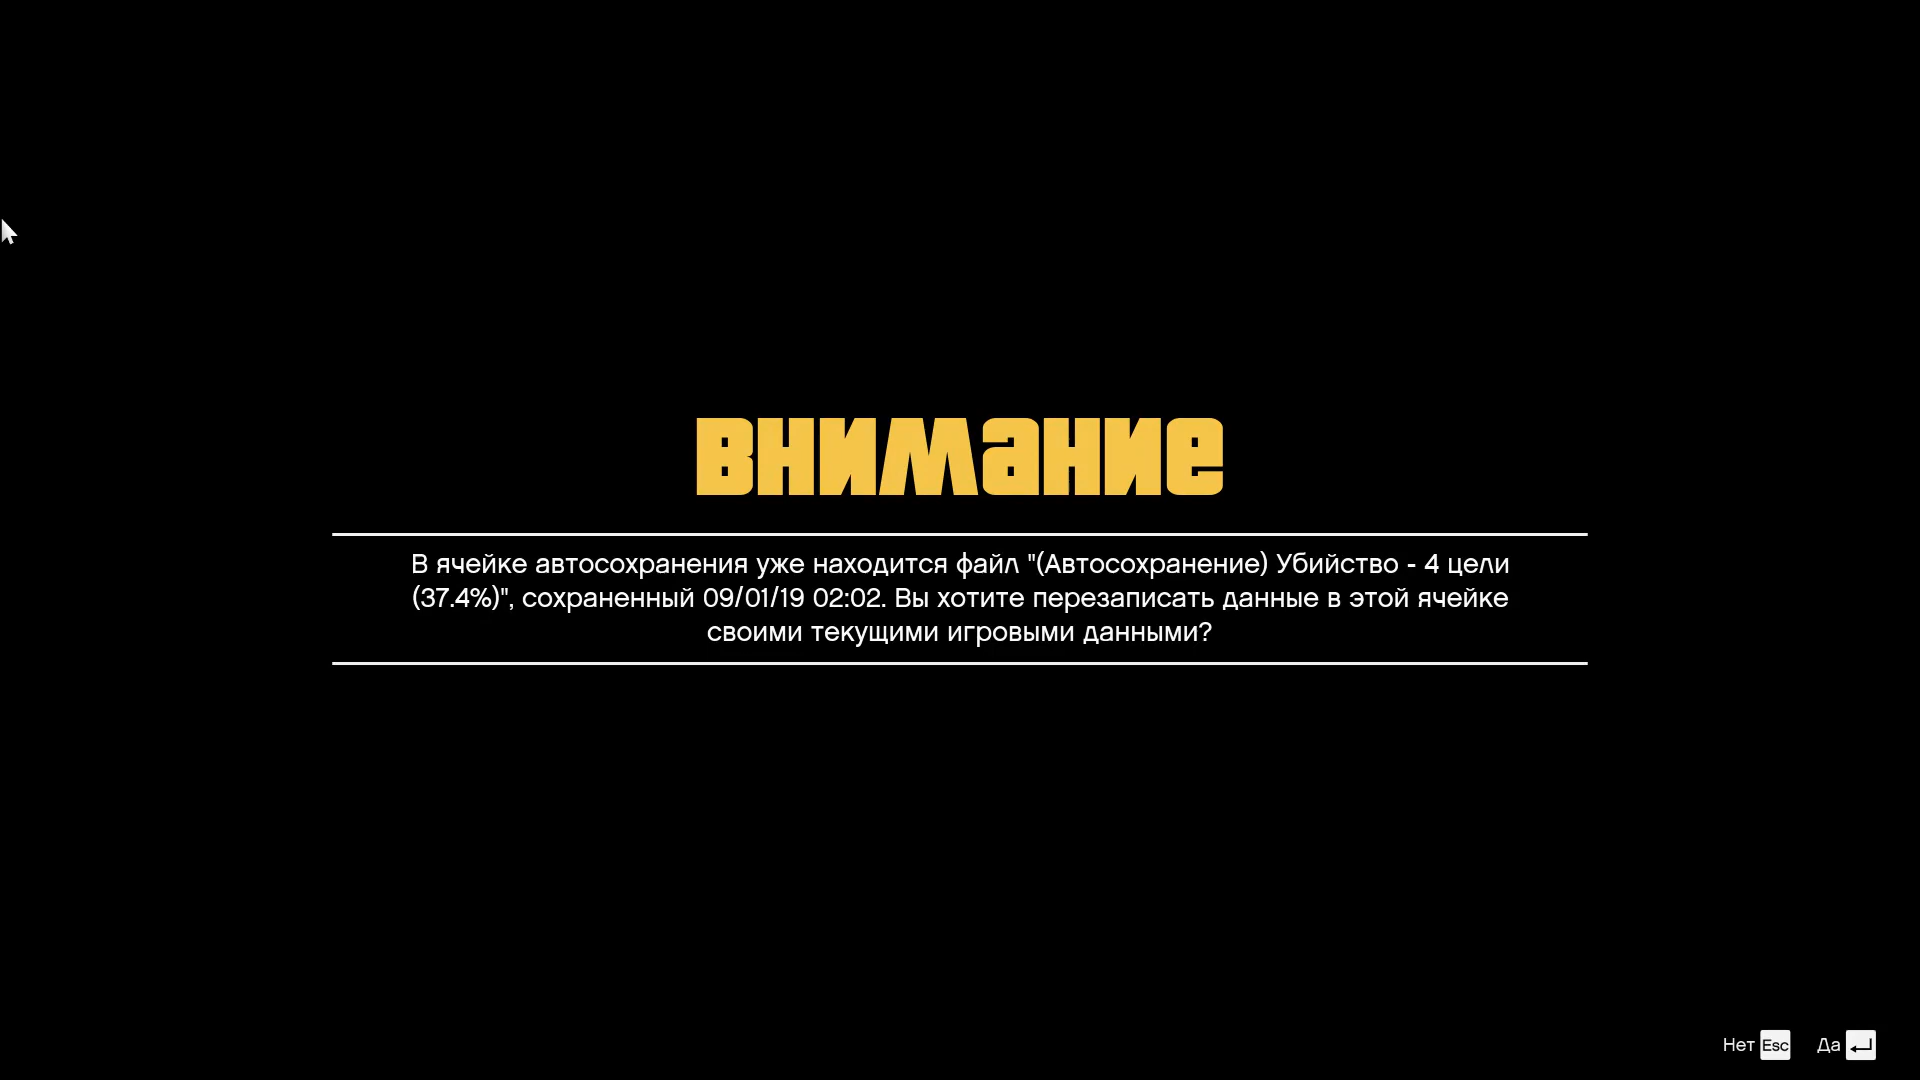 внимание
В ячейке автосохранения уже находится файл "(Автосохранение) Убийство - 4 цели
(37.4%)", сохраненный 09/01/19 02:02. Вы хотите перезаписать данные в этой ячейке
своими текущими игровыми данными?
Нет Esc Да